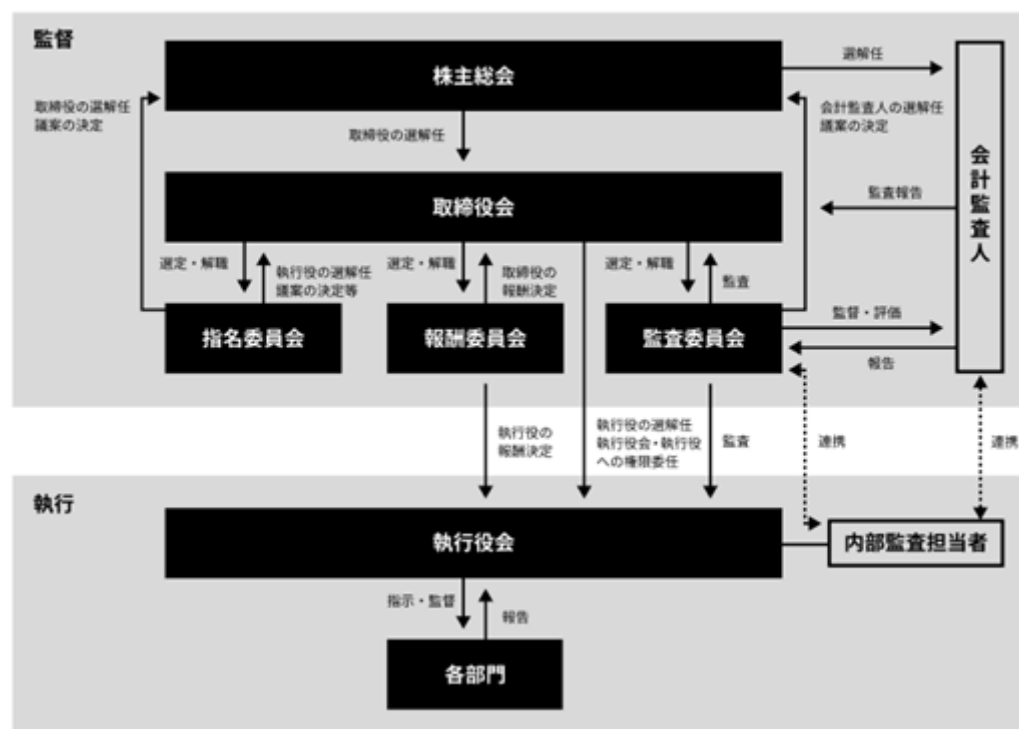 監督
株主総会
選解任
取締役の選解任
議案の決定
会計監査人の選解任
議案の決定
取締役の選解任
会計監査人
取締役会
監査報告
選定・解職
執行役の選解任
議案の決定等
選定・解職
取締役の
報酬決定
選定・解職
監査
指名委員会
報酬委員会
監査委員会
監督・評価
報告
執行役の
報酬決定
執行役の選解任
執行役会・執行役
への権限委任
監査
連携
連携
執行
執行役会
内部監査担当者
指示・監督
報告
各部門